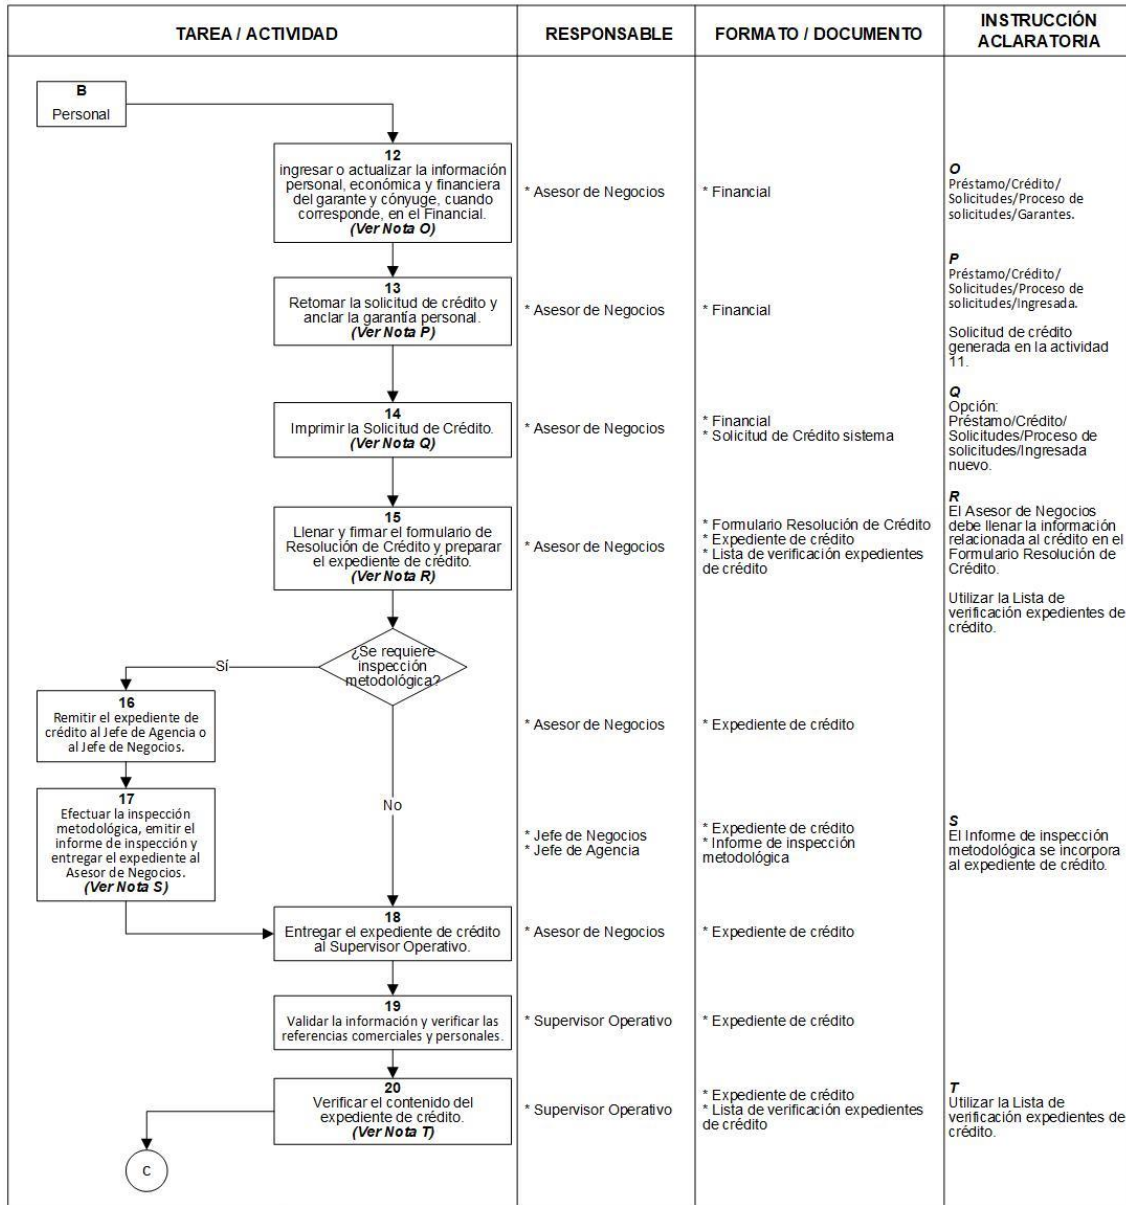 TAREA / ACTIVIDAD
RESPONSABLE
FORMATO / DOCUMENTO
INSTRUCCIÓN
ACLARATORIA
B
Personal
12
ingresar o actualizar la información
personal, económica y financiera
del garante y cónyuge, cuando
corresponde, en el Financial.
(Ver Nota O)
* Asesor de Negocios
* Financial
O
Préstamo/Crédito/
Solicitudes/Proceso de
solicitudes/Garantes.
13
Retomar la solicitud de crédito y
anclar la garantía personal.
(Ver Nota P)
* Asesor de Negocios
* Financial
P
Préstamo/Crédito/
Solicitudes/Proceso de
solicitudes/Ingresada.
Solicitud de crédito
generada en la actividad
11.
14
Imprimir la Solicitud de Crédito.
(Ver Nota Q)
* Asesor de Negocios
* Financial
* Solicitud de Crédito sistema
Q
Opción:
Préstamo/Crédito/
Solicitudes/Proceso de
solicitudes/Ingresada
nuevo.
15
Llenar y firmar el formulario de
Resolución de Crédito y preparar
el expediente de crédito.
(Ver Nota R)
* Asesor de Negocios
* Formulario Resolución de Crédito
* Expediente de crédito
* Lista de verificación expedientes
de crédito
R
El Asesor de Negocios
debe llenar la información
relacionada al crédito en el
Formulario Resolución de
Crédito.
Utilizar la Lista de
verificación expedientes de
crédito.
¿Se requiere
inspección
metodológica?
Sí
No
16
Remitir el expediente de
crédito al Jefe de Agencia o
al Jefe de Negocios.
* Asesor de Negocios
* Expediente de crédito
17
Efectuar la inspección
metodológica, emitir el
informe de inspección y
entregar el expediente al
Asesor de Negocios.
(Ver Nota S)
* Jefe de Negocios
* Jefe de Agencia
* Expediente de crédito
* Informe de inspección
metodológica
S
El Informe de inspección
metodológica se incorpora
al expediente de crédito.
18
Entregar el expediente de crédito
al Supervisor Operativo.
* Asesor de Negocios
* Expediente de crédito
19
Validar la información y verificar las
referencias comerciales y personales.
* Supervisor Operativo
* Expediente de crédito
20
Verificar el contenido del
expediente de crédito.
(Ver Nota T)
* Supervisor Operativo
* Expediente de crédito
* Lista de verificación expedientes
de crédito
T
Utilizar la Lista de
verificación expedientes de
crédito.
C